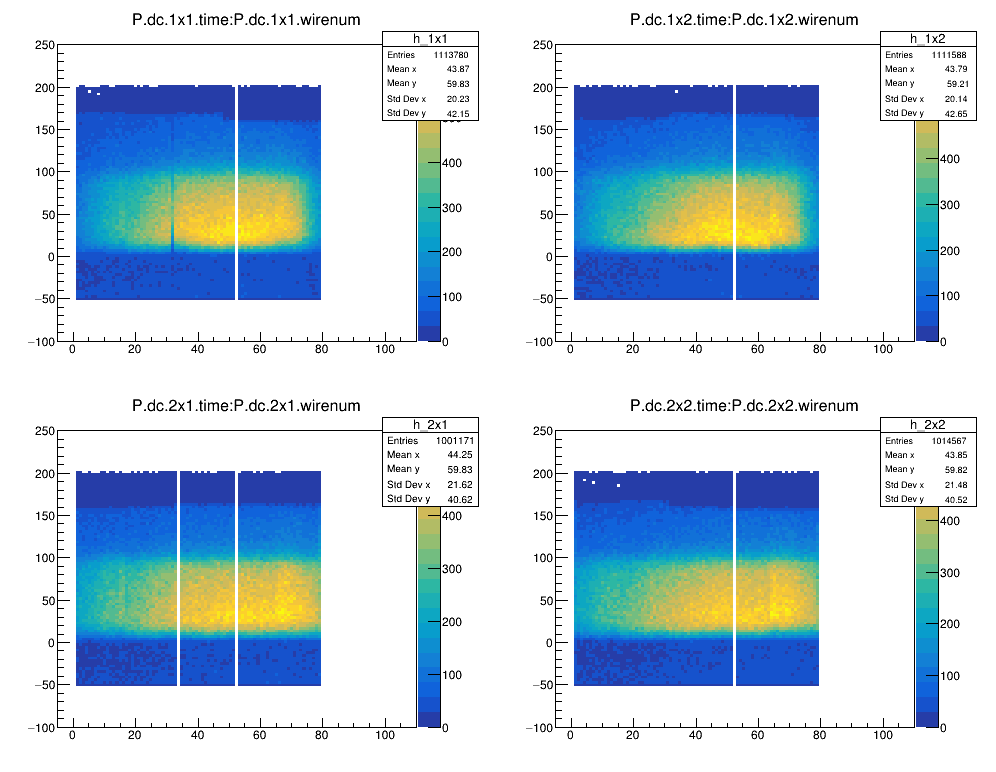 P.dc.1x1.time:P.dc.1x1.wirenum
h_1x1
Entries 1113780
Mean x 43.87
Mean y 59.83
Std Dev x 20.23
Std Dev y 42.15
250
200
150
100
50
0
−50
−100
0 20 40 60 80 100
400
300
200
100
0
P.dc.1x2.time:P.dc.1x2.wirenum
h_1x2
Entries 1111588
Mean x 43.79
Mean y 59.21
Std Dev x 20.14
Std Dev y 42.65
250
200
150
100
50
0
−50
−100
0 20 40 60 80 100
400
300
200
100
0
P.dc.2x1.time:P.dc.2x1.wirenum
h_2x1
Entries 1001171
Mean x 44.25
Mean y 59.83
Std Dev x 21.62
Std Dev y 40.62
250
200
150
100
50
0
−50
−100
0 20 40 60 80 100
400
300
200
100
0
P.dc.2x2.time:P.dc.2x2.wirenum
h_2x2
Entries 1014567
Mean x 43.85
Mean y 59.82
Std Dev x 21.48
Std Dev y 40.52
250
200
150
100
50
0
−50
−100
0 20 40 60 80 100
400
300
200
100
0